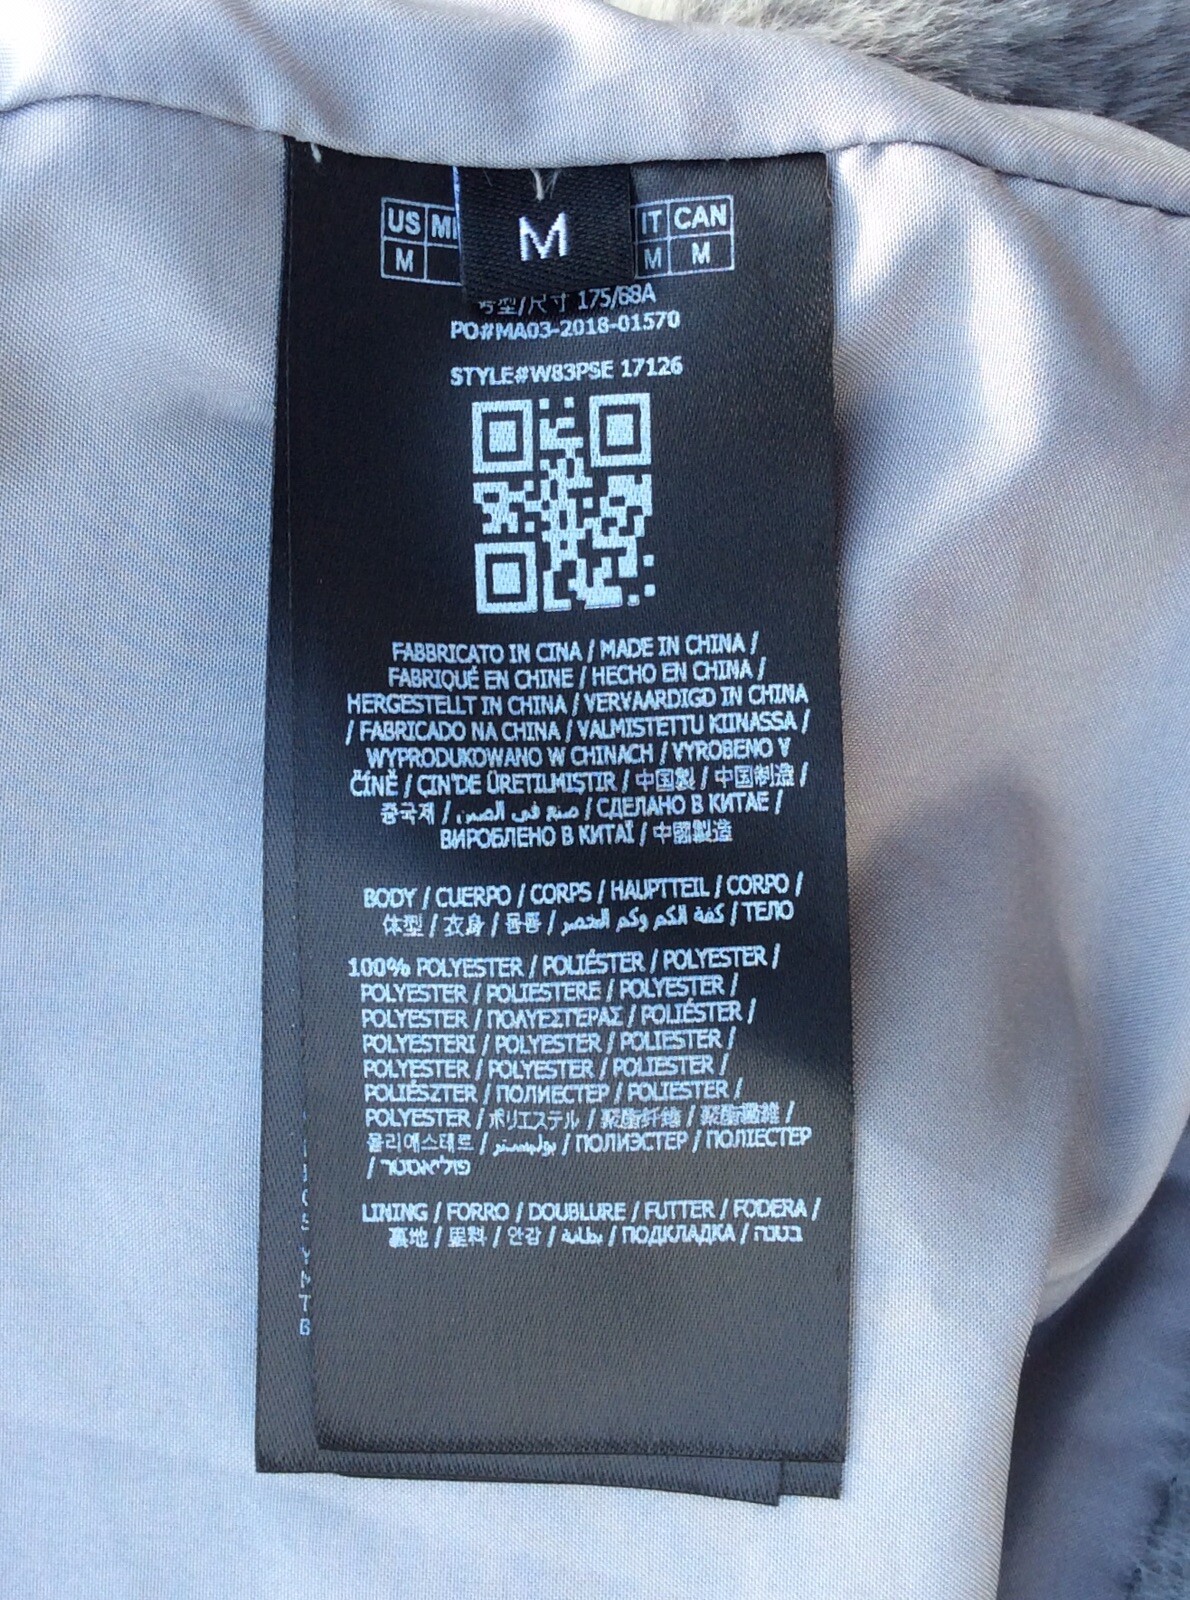 US M IT CAN
M M M M
号型/尺寸 175/68A
PO#MA03-2018-01570
STYLE#W83PSE 17126
FABBRICATO IN CINA / MADE IN CHINA /
FABRIQUÉ EN CHINE / HECHO EN CHINA /
HERGESTELLT IN CHINA / VERVAARDIGD IN CHINA
/ FABRICADO NA CHINA / VALMISTETTU KIINASSA /
WYPRODUKOWANO W CHINACH / VYROBENO V
ČÍNĚ / ÇIN'DE ÜRETILMIŞTIR / 中国製 / 中国制造 /
중국제 / صنع في الصين / СДЕЛАНО В КИТАЕ /
ВИРОБЛЕНО В КИТАЇ / 中國製造
BODY / CUERPO / CORPS / HAUPTTEIL / CORPO /
体型 / 衣身 / 몸통 / كفة الكم وكم الخصر / ТЕЛО
100% POLYESTER / POLIÉSTER / POLYESTER /
POLYESTER / POLIESTERE / POLYESTER /
POLYESTER / ΠΟΛΥΕΣΤΕΡΑΣ / POLIÉSTER /
POLYESTERI / POLYESTER / POLIESTER /
POLYESTER / POLYESTER / POLIESTER /
POLIÉSZTER / ПОЛИЕСТЕР / POLIESTER /
POLYESTER / ポリエステル / 聚酯纤维 / 聚酯纖維 /
폴리에스테르 / بوليستر / ПОЛИЭСТЕР / ПОЛІЕСТЕР
/ פוליאסטר
LINING / FORRO / DOUBLURE / FUTTER / FODERA /
裏地 / 里料 / 안감 / بطانة / ПОДКЛАДКА / בטנה